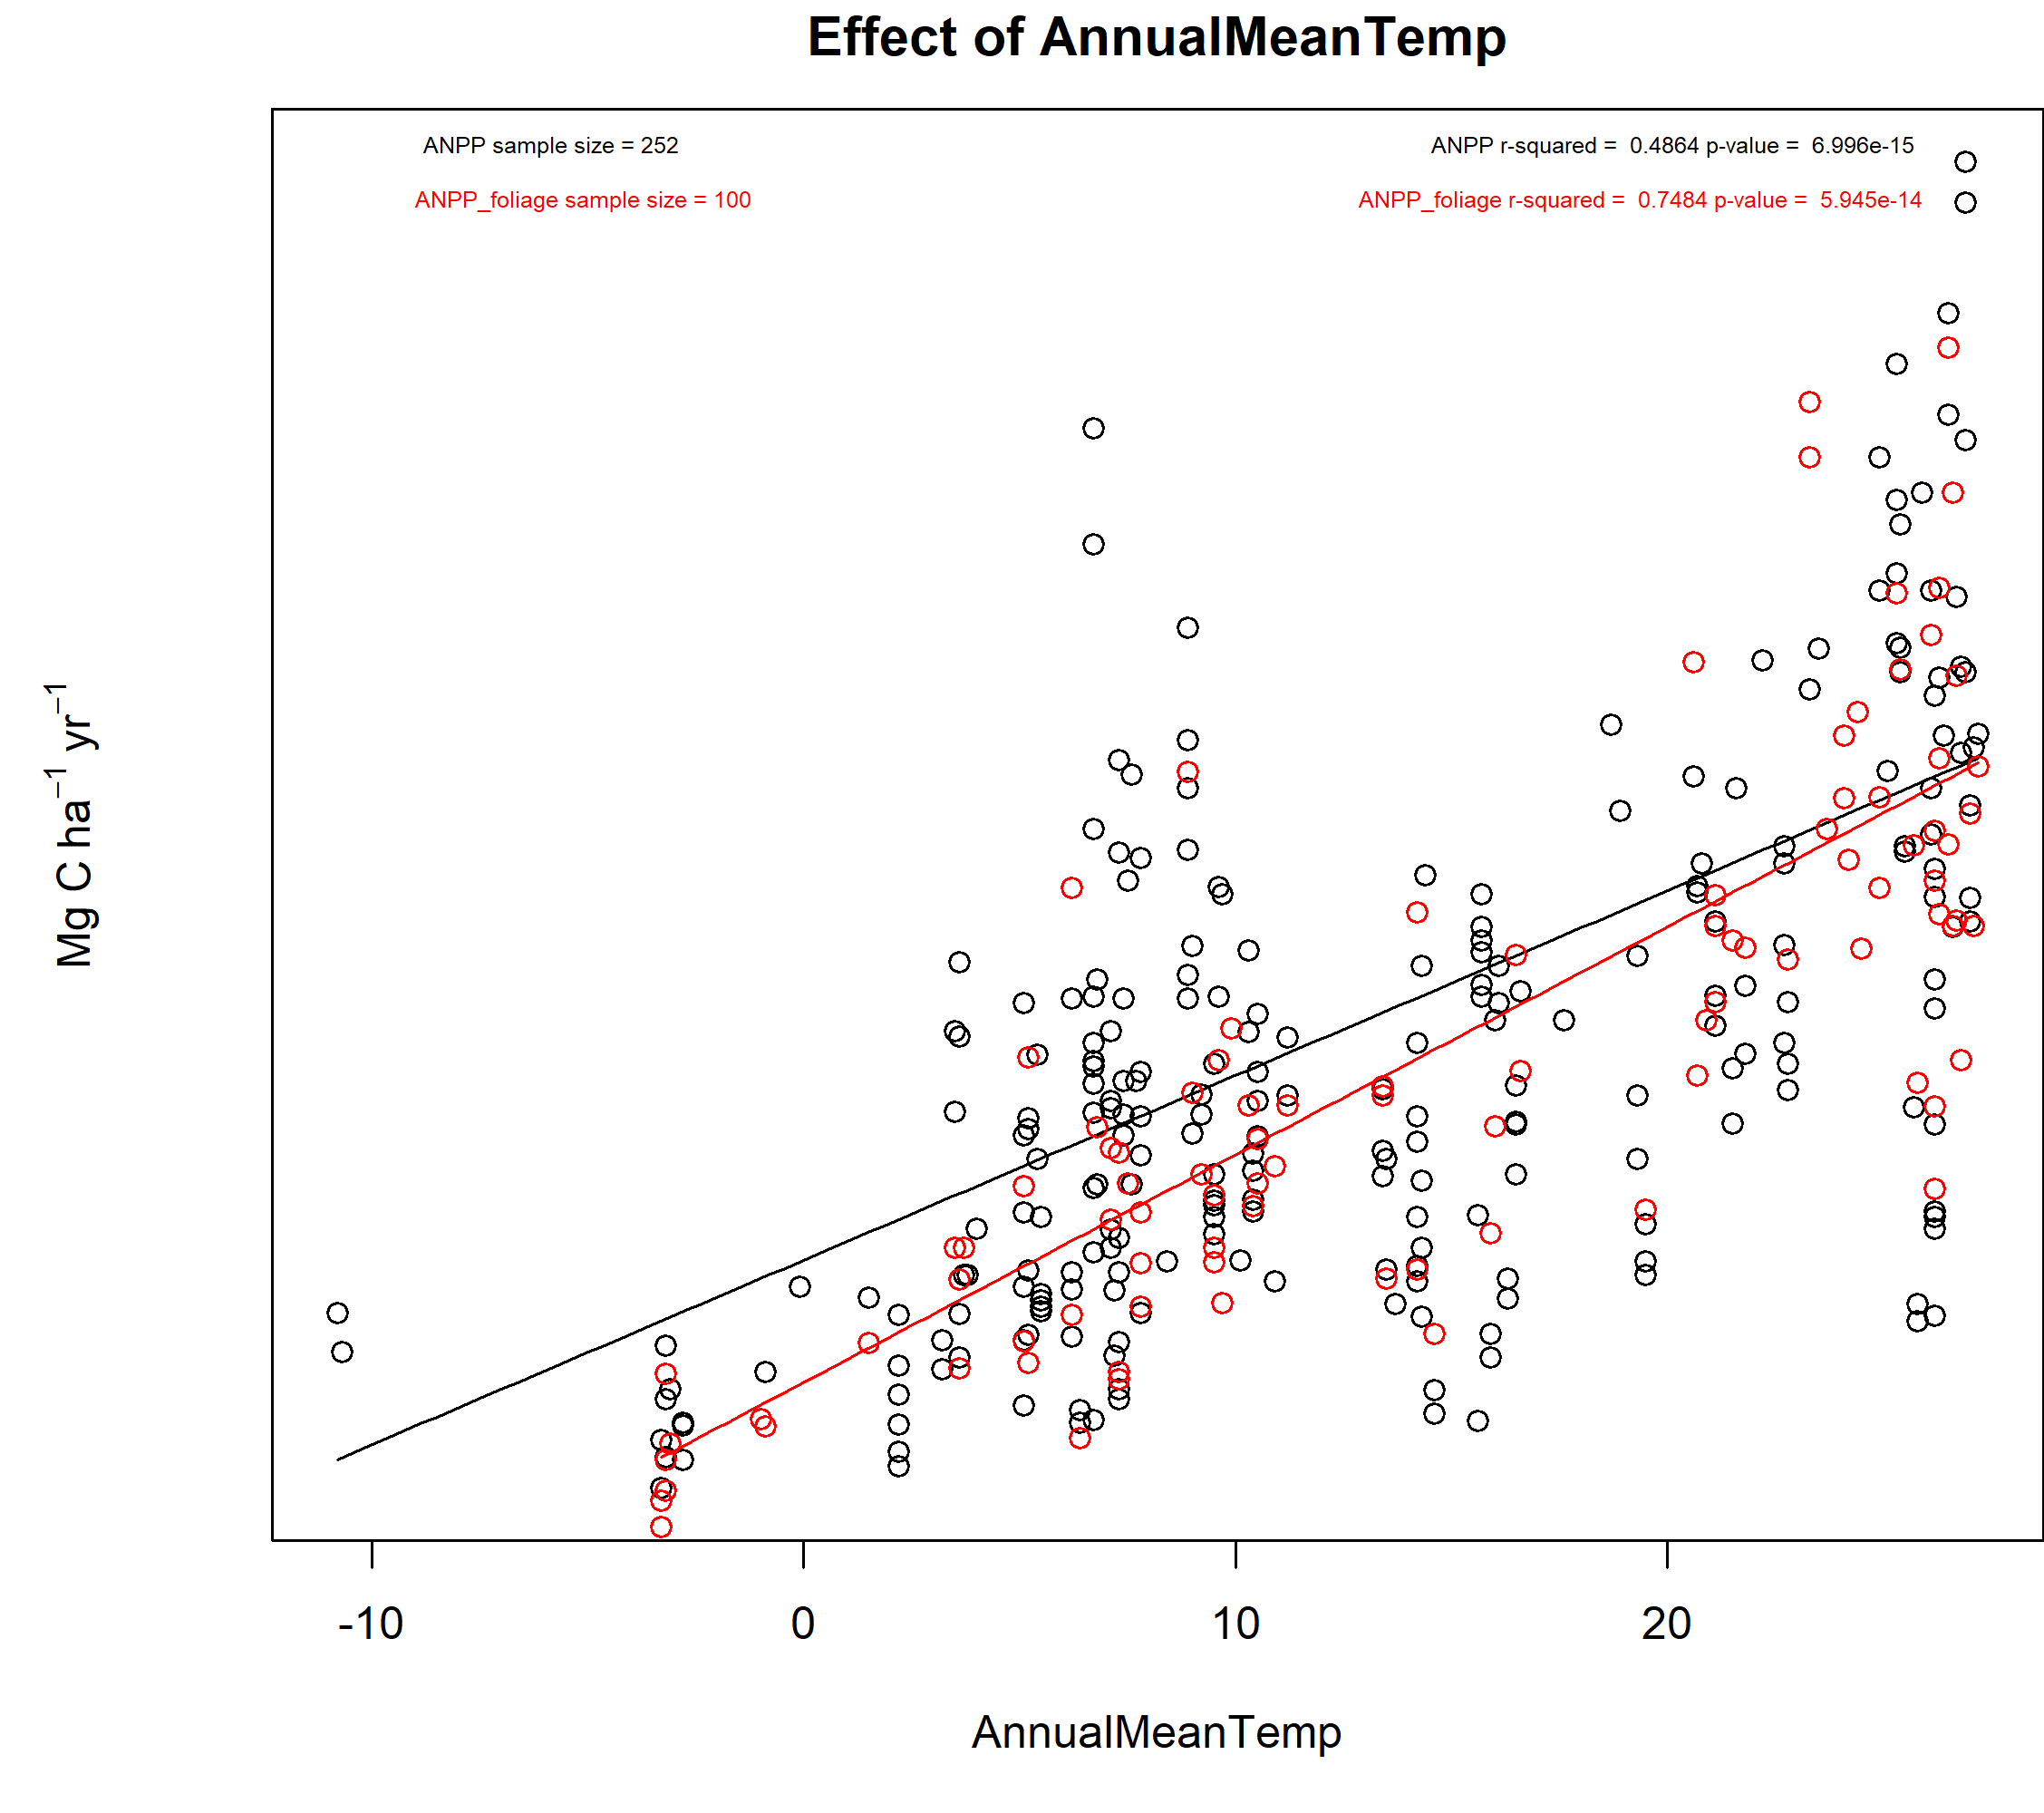 Effect of AnnualMeanTemp
ANPP sample size = 252
ANPP r-squared =  0.4864 p-value =  6.996e-15
ANPP_foliage sample size = 100
ANPP_foliage r-squared =  0.7484 p-value =  5.945e-14
Mg C ha⁻¹ yr⁻¹
-10 0 10 20
AnnualMeanTemp